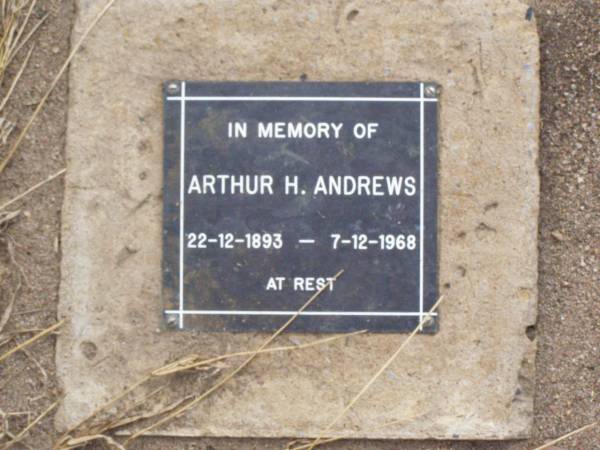 IN MEMORY OF
ARTHUR H. ANDREWS
22-12-1893 — 7-12-1968
AT REST